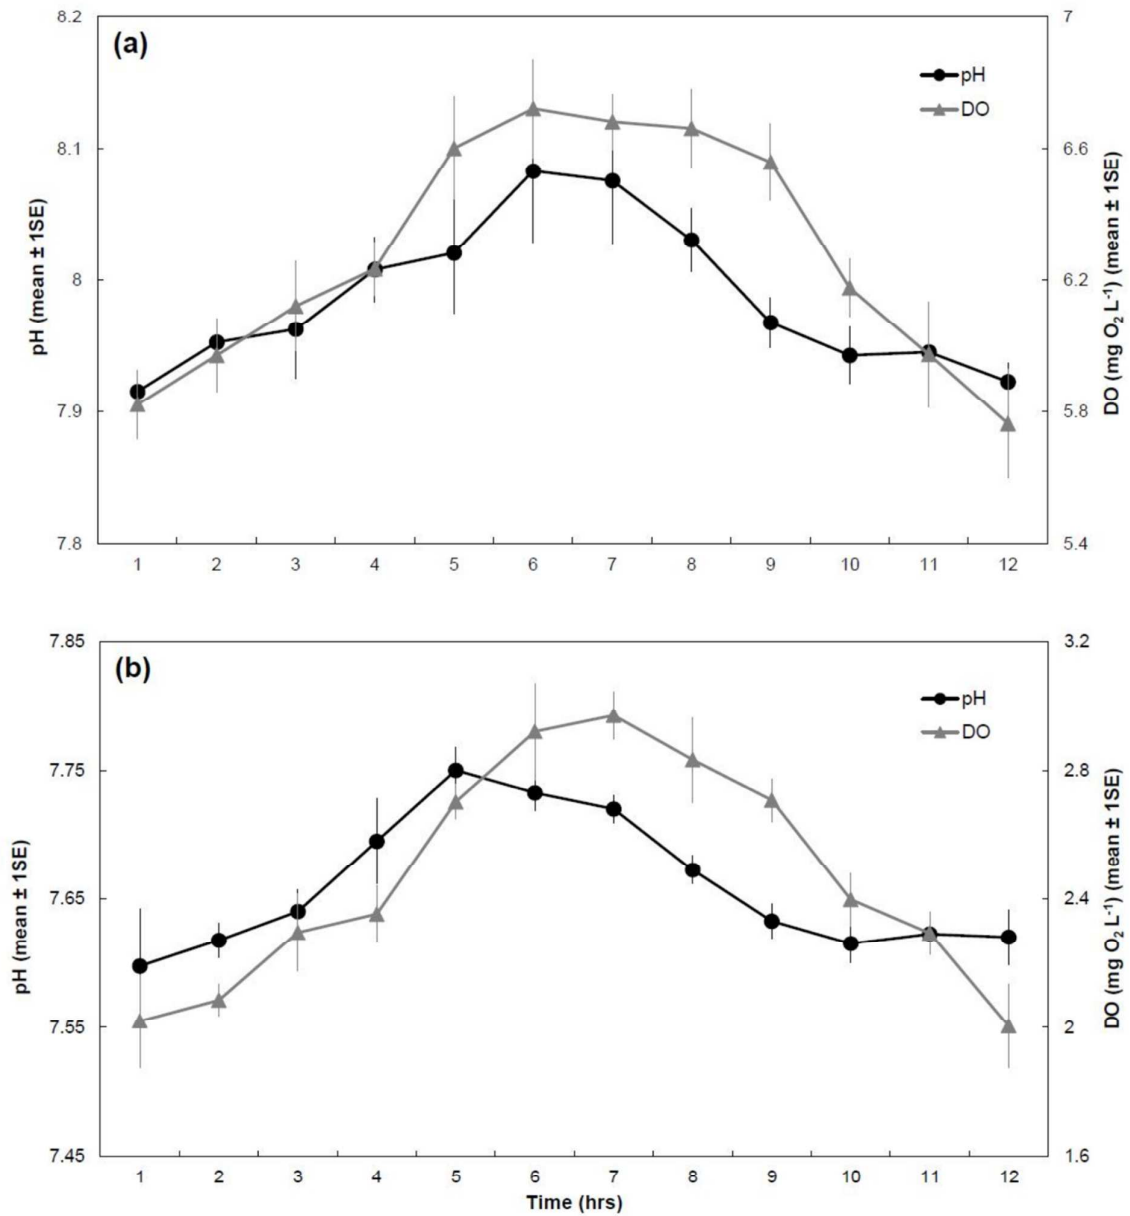 (a)
8.2
8.1
8
7.9
7.8
pH (mean ± 1SE)
7
6.6
6.2
5.8
5.4
DO (mg O₂ L⁻¹) (mean ± 1SE)
pH
DO
1 2 3 4 5 6 7 8 9 10 11 12
(b)
7.85
7.75
7.65
7.55
7.45
pH (mean ± 1SE)
3.2
2.8
2.4
2
1.6
DO (mg O₂ L⁻¹) (mean ± 1SE)
pH
DO
1 2 3 4 5 6 7 8 9 10 11 12
Time (hrs)